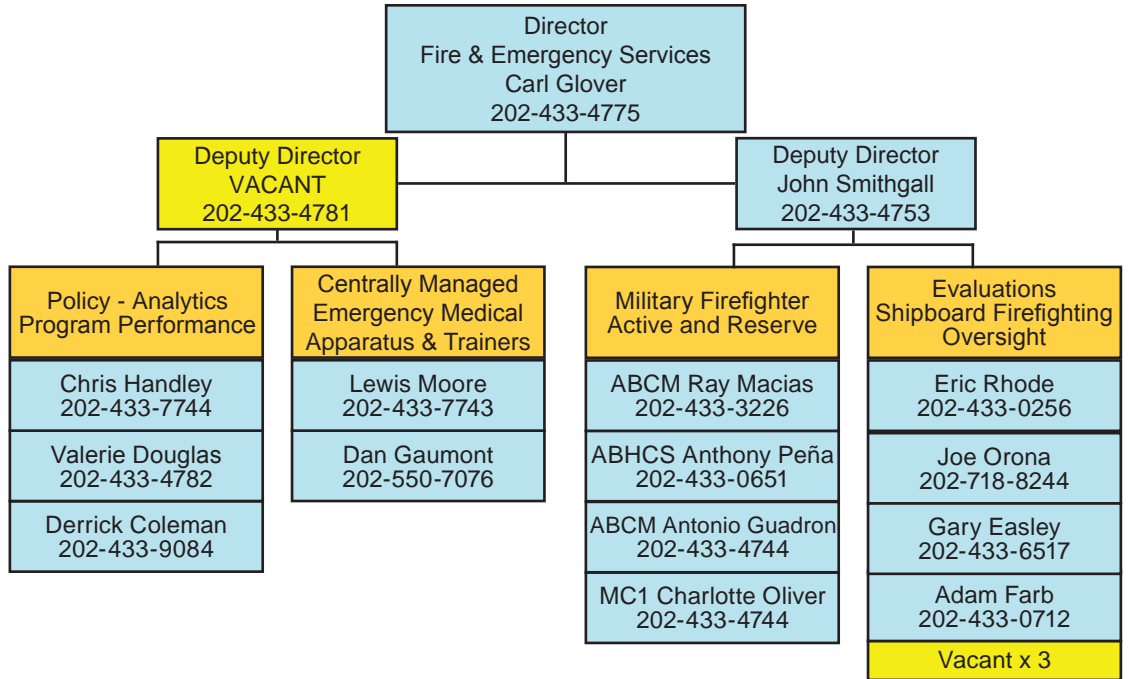 Director
Fire & Emergency Services
Carl Glover
202-433-4775
Deputy Director
VACANT
202-433-4781
Deputy Director
John Smithgall
202-433-4753
Policy - Analytics
Program Performance
Chris Handley
202-433-7744
Valerie Douglas
202-433-4782
Derrick Coleman
202-433-9084
Centrally Managed
Emergency Medical
Apparatus & Trainers
Lewis Moore
202-433-7743
Dan Gaumont
202-550-7076
Military Firefighter
Active and Reserve
ABCM Ray Macias
202-433-3226
ABHCS Anthony Peña
202-433-0651
ABCM Antonio Guadron
202-433-4744
MC1 Charlotte Oliver
202-433-4744
Evaluations
Shipboard Firefighting
Oversight
Eric Rhode
202-433-0256
Joe Orona
202-718-8244
Gary Easley
202-433-6517
Adam Farb
202-433-0712
Vacant x 3